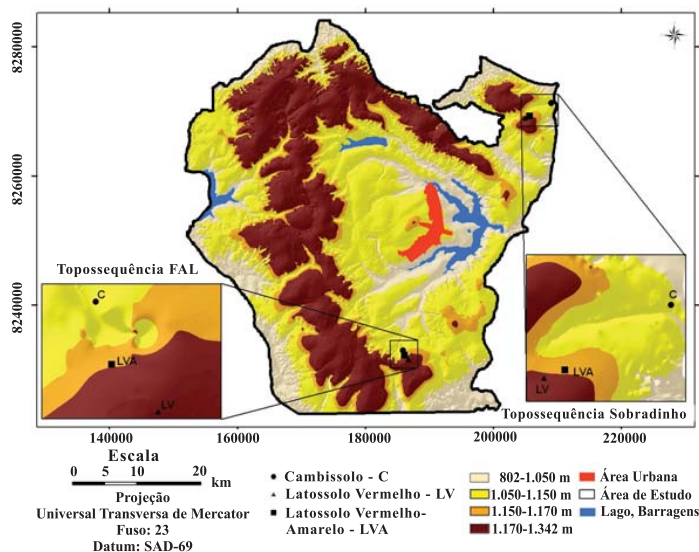 8280000
8260000
8240000
Topossequência FAL
C
LVA
LV
C
LVA
LV
Topossequência Sobradinho
140000 160000 180000 200000 220000
Escala
0 10 20
km
Projeção
Universal Transversa de Mercator
Fuso: 23
Datum: SAD-69
Cambissolo - C
Latossolo Vermelho - LV
Latossolo Vermelho-
Amarelo - LVA
802-1.050 m
1.050-1.150 m
1.150-1.170 m
1.170-1.342 m
Área Urbana
Área de Estudo
Lago, Barragens